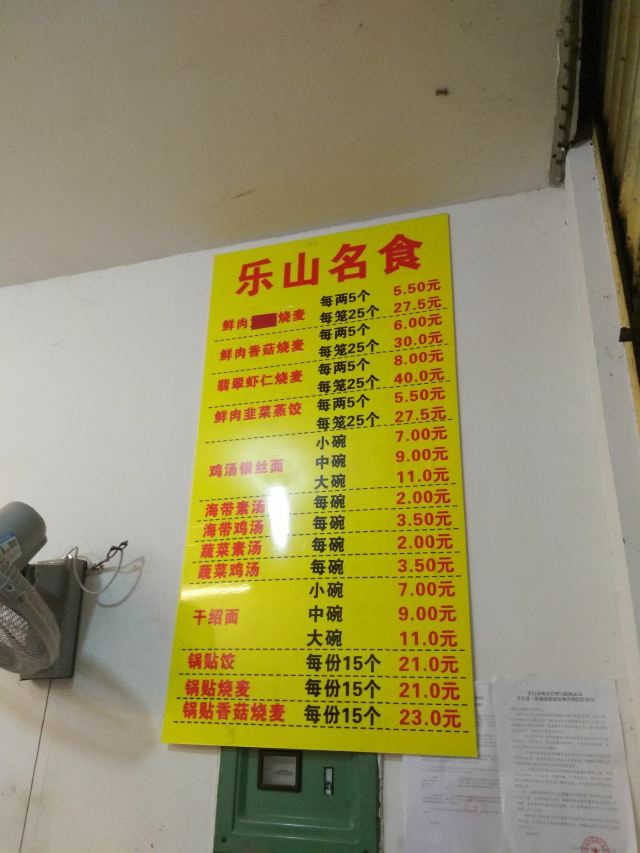 乐山名食
鲜肉 烧麦 每两5个 5.50元
每笼25个 27.5元
鲜肉香菇烧麦 每两5个 6.00元
每笼25个 30.0元
翡翠虾仁烧麦 每两5个 8.00元
每笼25个 40.0元
鲜肉韭菜蒸饺 每两5个 5.50元
每笼25个 27.5元
鸡汤银丝面 小碗 7.00元
中碗 9.00元
大碗 11.0元
海带素汤 每碗 2.00元
海带鸡汤 每碗 3.50元
蔬菜素汤 每碗 2.00元
蔬菜鸡汤 每碗 3.50元
干绍面 小碗 7.00元
中碗 9.00元
大碗 11.0元
锅贴饺 每份15个 21.0元
锅贴烧麦 每份15个 21.0元
锅贴香菇烧麦 每份15个 23.0元